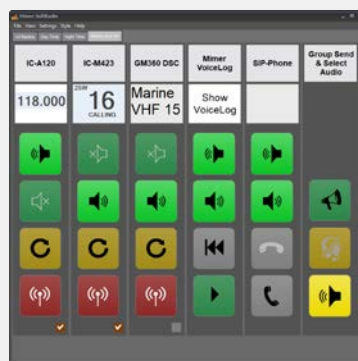 Mimer SoftRadio
File View Settings Style Help
IC-A120
IC-M423
GM360 DSC
Mimer
VoiceLog
SIP-Phone
Group Send
& Select
Audio
118.000
25W
16
CALLING
Marine
VHF 15
Show
VoiceLog